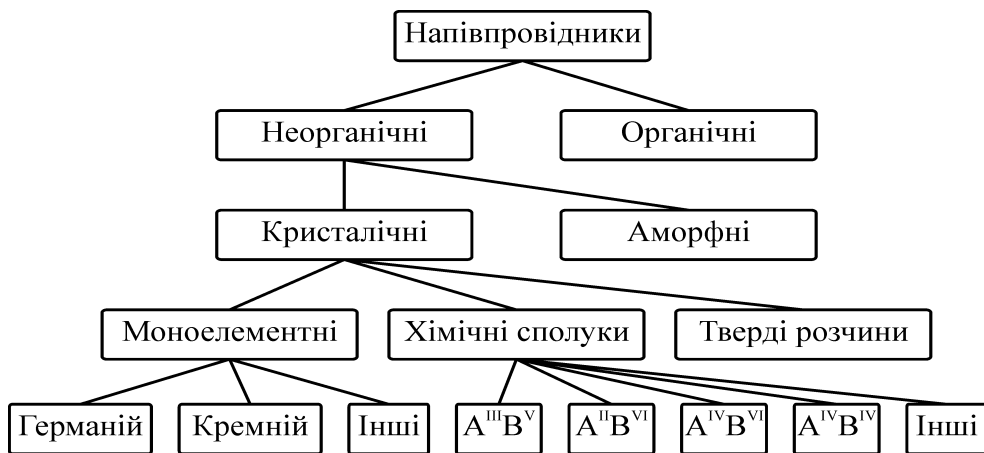 Напівпровідники
Неорганічні
Органічні
Кристалічні
Аморфні
Моноелементні
Хімічні сполуки
Тверді розчини
Германій
Кремній
Інші
AᴵᴵᴵBⱽ
AᴵᴵBⱽᴵ
AᴵⱽBⱽᴵ
AᴵⱽBᴵⱽ
Інші